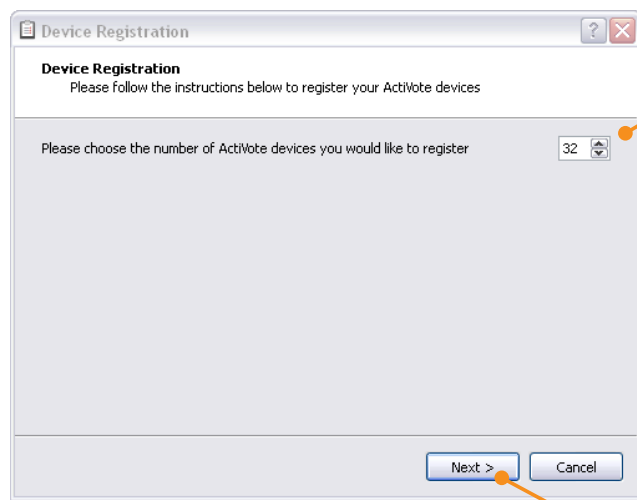 Device Registration
Device Registration
Please follow the instructions below to register your ActiVote devices
Please choose the number of ActiVote devices you would like to register
32
Next >
Cancel